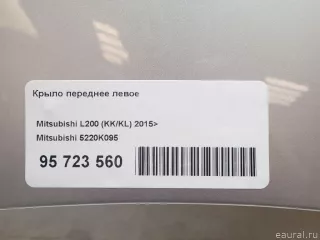 Крыло переднее левое
Mitsubishi L200 (KK/KL) 2015>
Mitsubishi 5220K095
95 723 560
eaural.ru©